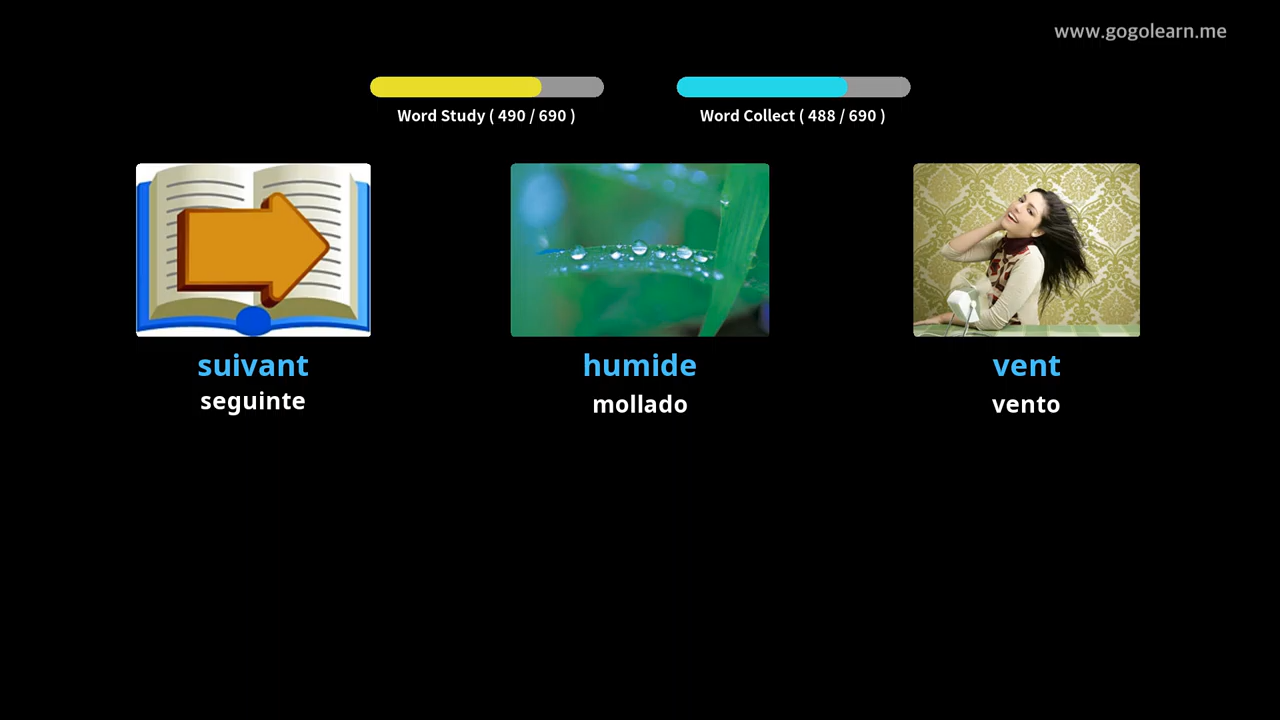 www.gogolearn.me
Word Study ( 490 / 690 )
Word Collect ( 488 / 690 )
suivant
seguinte
humide
mollado
vent
vento